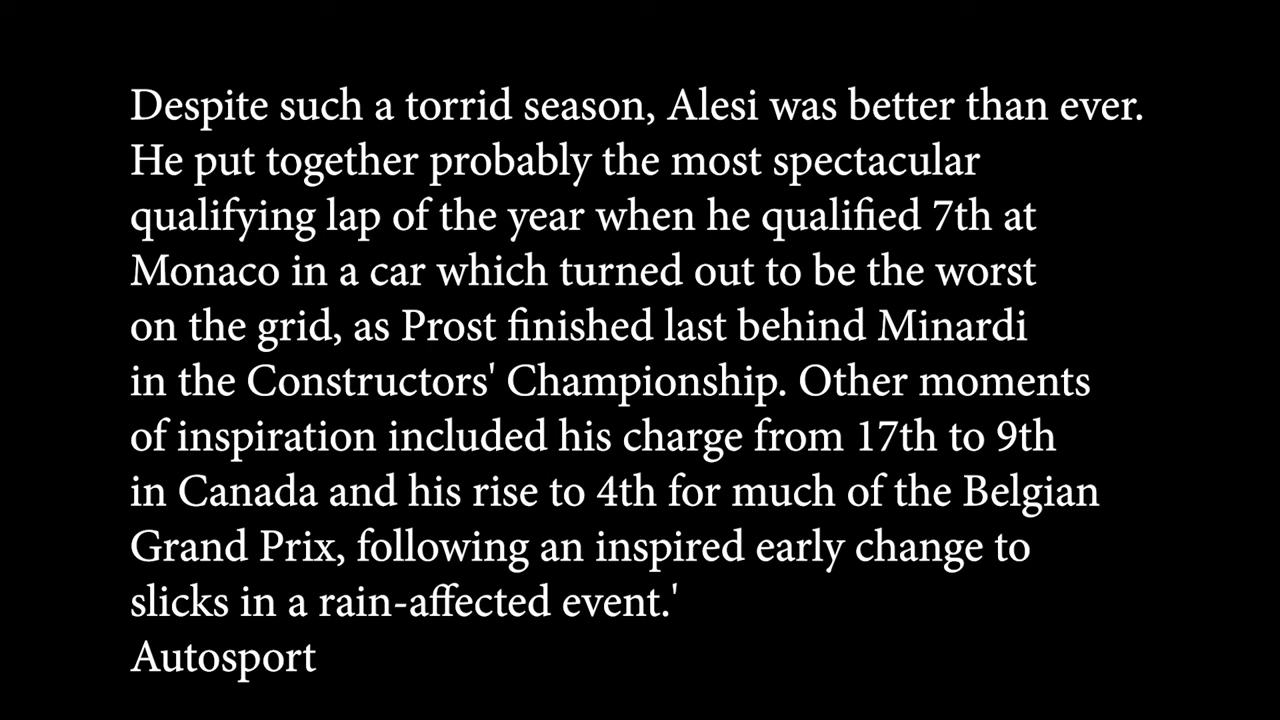 Despite such a torrid season, Alesi was better than ever.
He put together probably the most spectacular
qualifying lap of the year when he qualified 7th at
Monaco in a car which turned out to be the worst
on the grid, as Prost finished last behind Minardi
in the Constructors' Championship. Other moments
of inspiration included his charge from 17th to 9th
in Canada and his rise to 4th for much of the Belgian
Grand Prix, following an inspired early change to
slicks in a rain-affected event.'
Autosport